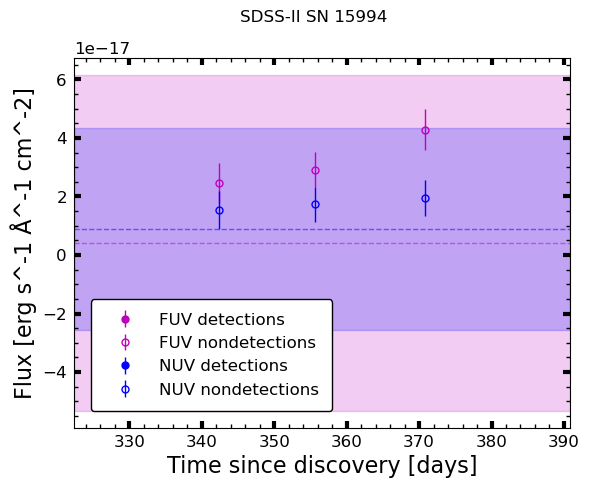 SDSS-II SN 15994
1e−17
6
4
2
0
−2
−4
Flux [erg s^-1 Å^-1 cm^-2]
FUV detections
FUV nondetections
NUV detections
NUV nondetections
330 340 350 360 370 380 390
Time since discovery [days]